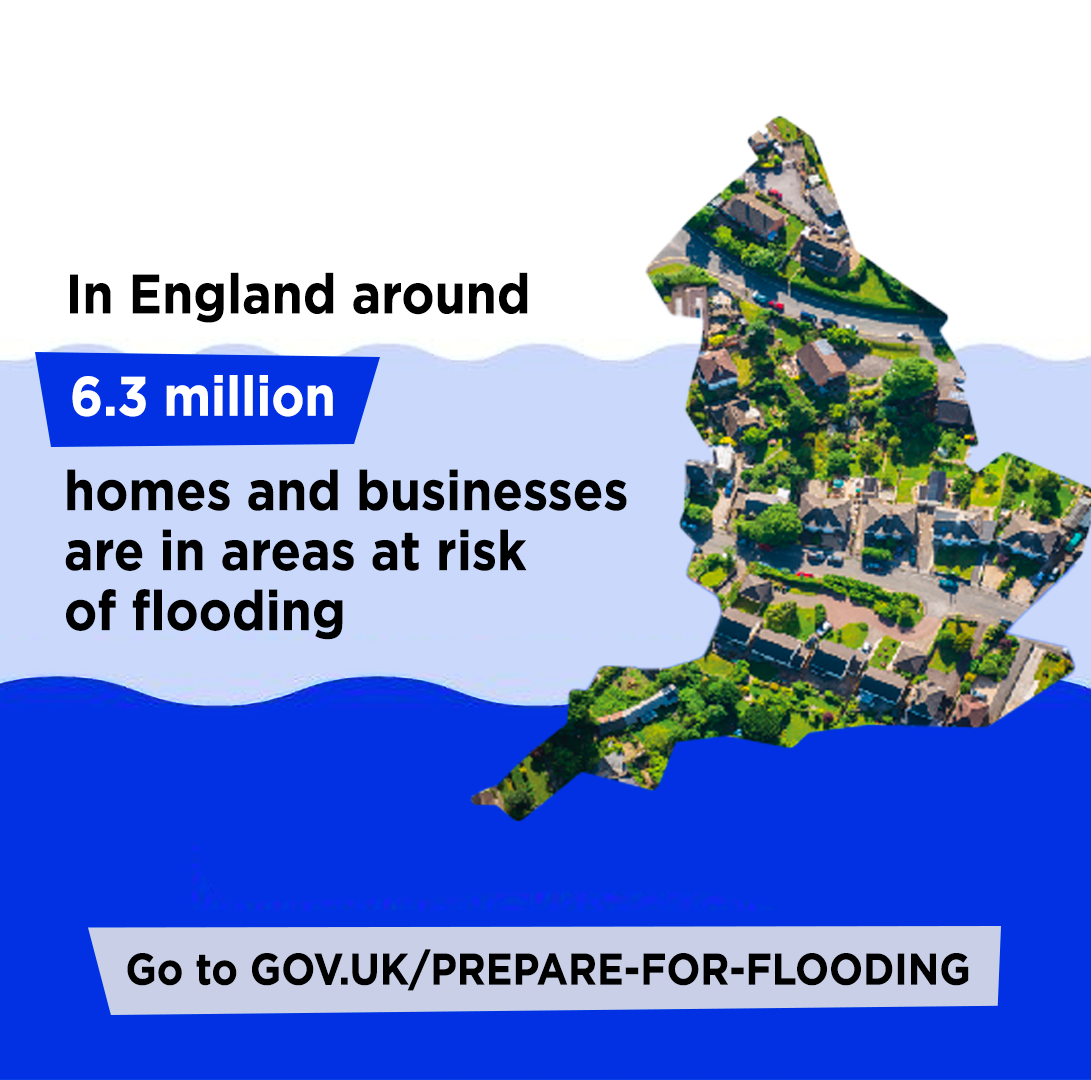 In England around
6.3 million
homes and businesses
are in areas at risk
of flooding
Go to GOV.UK/PREPARE-FOR-FLOODING